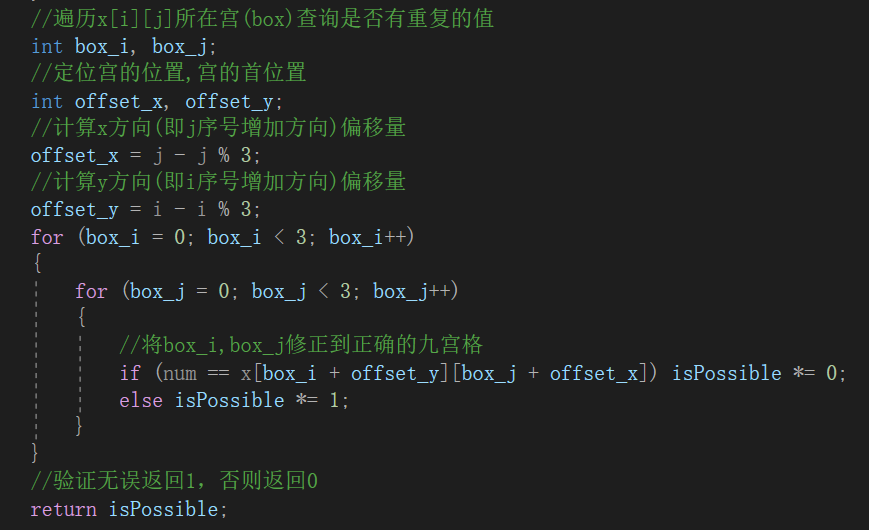 //遍历x[i][j]所在宫(box)查询是否有重复的值
int box_i, box_j;
//定位宫的位置,宫的首位置
int offset_x, offset_y;
//计算x方向(即j序号增加方向)偏移量
offset_x = j - j % 3;
//计算y方向(即i序号增加方向)偏移量
offset_y = i - i % 3;
for (box_i = 0; box_i < 3; box_i++)
{
for (box_j = 0; box_j < 3; box_j++)
{
//将box_i,box_j修正到正确的九宫格
if (num == x[box_i + offset_y][box_j + offset_x]) isPossible *= 0;
else isPossible *= 1;
}
}
//验证无误返回1，否则返回0
return isPossible;